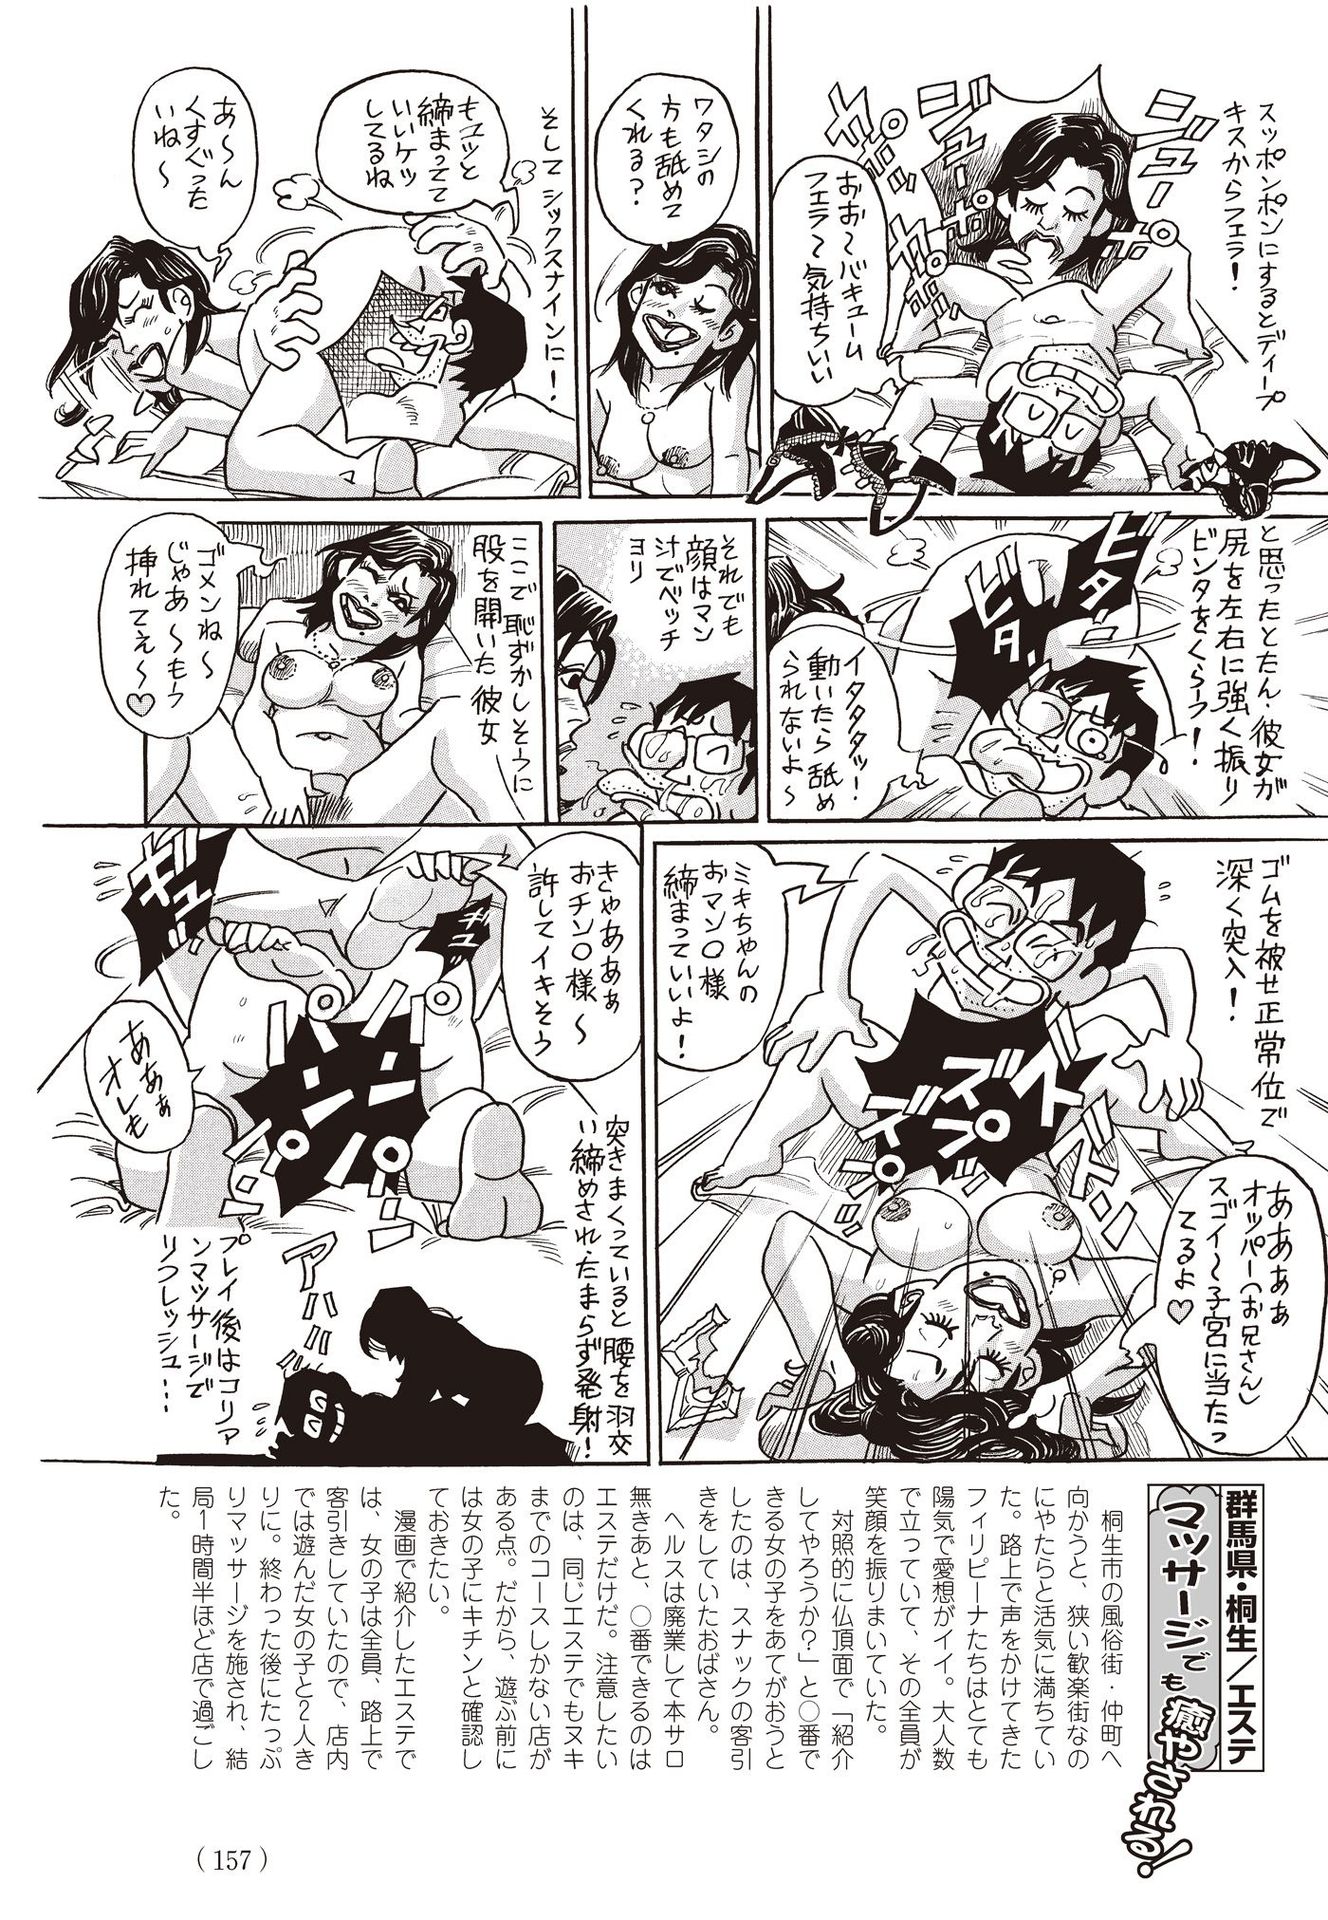 スッポンポンにするとディープ
キスからフェラ！
ジュー
ポッ
ジュー
ポッ
おお〜バキューム
フェラ〜気持ちいい
ワタシの
方も舐めて
くれる？
そしてシックスナインに！
もユッと
締まってて
いいケツ
してるね
あ〜ん
くすぐった
いね〜
と思ったとたん、彼女が
尻を左右に強く振り
ビンタをくらう！
ビタン
ビタン
イタタタッ！
動いたら舐め
られないよ〜
それでも
顔はマン
汁でベッチ
ョリ
ここで恥ずかしそうに
股を開いた彼女
ゴメンね〜
じゃあ〜もう
挿れてえ〜♡
ゴムを被せ正常位で
深く突入！
ミキちゃんの
おマン〇様
締まっていいよ！
ズズズ
プッ
ズン
ズン
パッ
ああああ
オッパー（お兄さん）
スゴイ〜子宮に当たっ
てるよ♡
きゃあああぁ
おチン〇様〜
許してイキそう
ギュー
ギュー
パンパン
パン
パン
あああぁ
オレも
突きまくっていると腰を羽交
い締めされ、たまらず発射！
アハハ
プレイ後はコリア
ンマッサージで
リフレッシュ…
群馬県・桐生／エステ
マッサージでも癒やされる！
桐生市の風俗街・仲町へ
向かうと、狭い歓楽街なの
にやたらと活気に満ちてい
た。路上で声をかけてきた
フィリピーナたちはとても
陽気で愛想がイイ。大人数
で立っていて、その全員が
笑顔を振りまいていた。
対照的に仏頂面で「紹介
してやろうか？」と〇番で
きる女の子をあてがおうと
したのは、スナックの客引
きをしていたおばさん。
ヘルスは廃業して本サロ
無きあと、〇番できるのは
エステだけだ。注意したい
のは、同じエステでもヌキ
までのコースしかない店が
ある点。だから、遊ぶ前に
は女の子にキチンと確認し
ておきたい。
漫画で紹介したエステで
は、女の子は全員、路上で
客引きしていたので、店内
では遊んだ女の子と2人き
りに。終わった後にたっぷ
りマッサージを施され、結
局1時間半ほど店で過ごし
た。
（157）